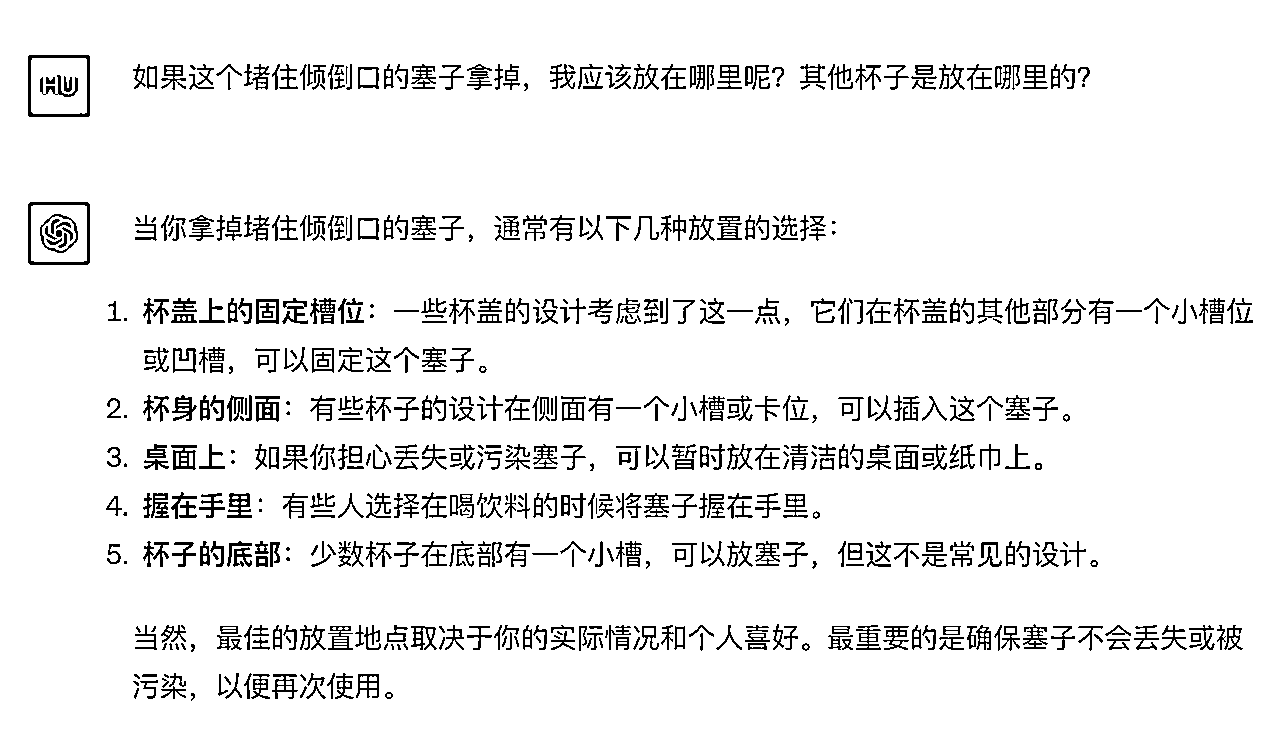 HU
如果这个堵住倾倒口的塞子拿掉，我应该放在哪里呢？其他杯子是放在哪里的？
当你拿掉堵住倾倒口的塞子，通常有以下几种放置的选择：
1. 杯盖上的固定槽位：一些杯盖的设计考虑到了这一点，它们在杯盖的其他部分有一个小槽位
或凹槽，可以固定这个塞子。
2. 杯身的侧面：有些杯子的设计在侧面有一个小槽或卡位，可以插入这个塞子。
3. 桌面上：如果你担心丢失或污染塞子，可以暂时放在清洁的桌面或纸巾上。
4. 握在手里：有些人选择在喝饮料的时候将塞子握在手里。
5. 杯子的底部：少数杯子在底部有一个小槽，可以放塞子，但这不是常见的设计。
当然，最佳的放置地点取决于你的实际情况和个人喜好。最重要的是确保塞子不会丢失或被
污染，以便再次使用。